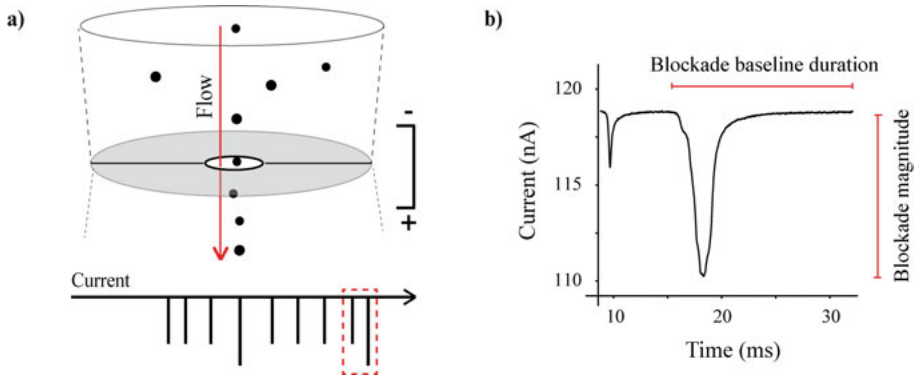 a)
Flow
-
+
Current
b)
Blockade baseline duration
120
115
110
Current (nA)
Blockade magnitude
10
20
30
Time (ms)